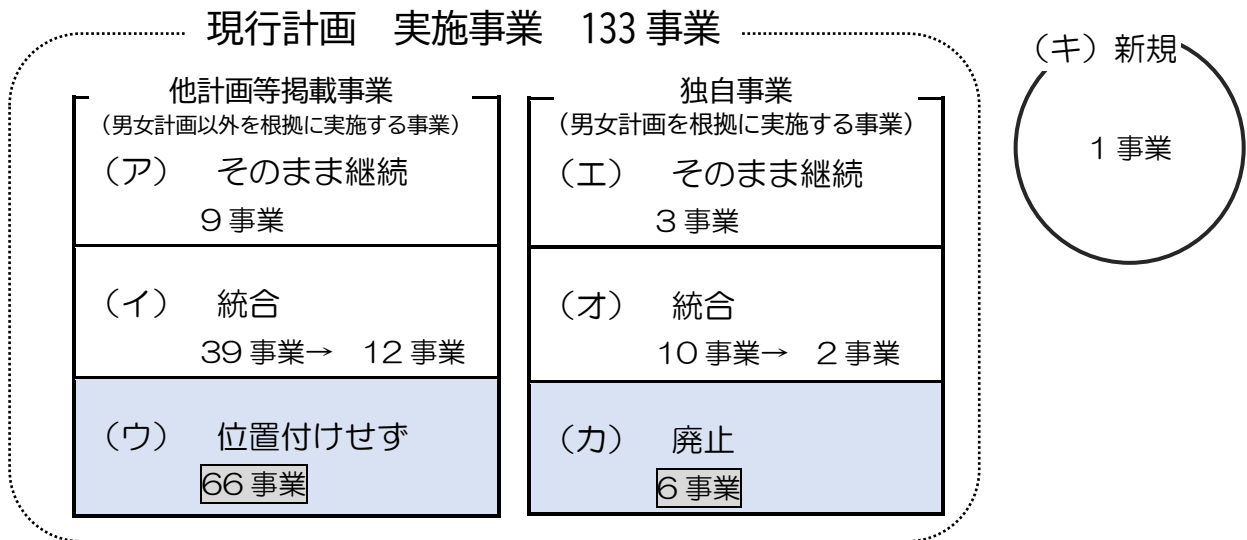 現行計画 実施事業 133 事業
他計画等掲載事業
（男女計画以外を根拠に実施する事業）
（ア） そのまま継続
9 事業
（イ） 統合
39 事業→ 12 事業
（ウ） 位置付けせず
66 事業
独自事業
（男女計画を根拠に実施する事業）
（エ） そのまま継続
3 事業
（オ） 統合
10 事業→ 2 事業
（カ） 廃止
6 事業
（キ）新規
1 事業